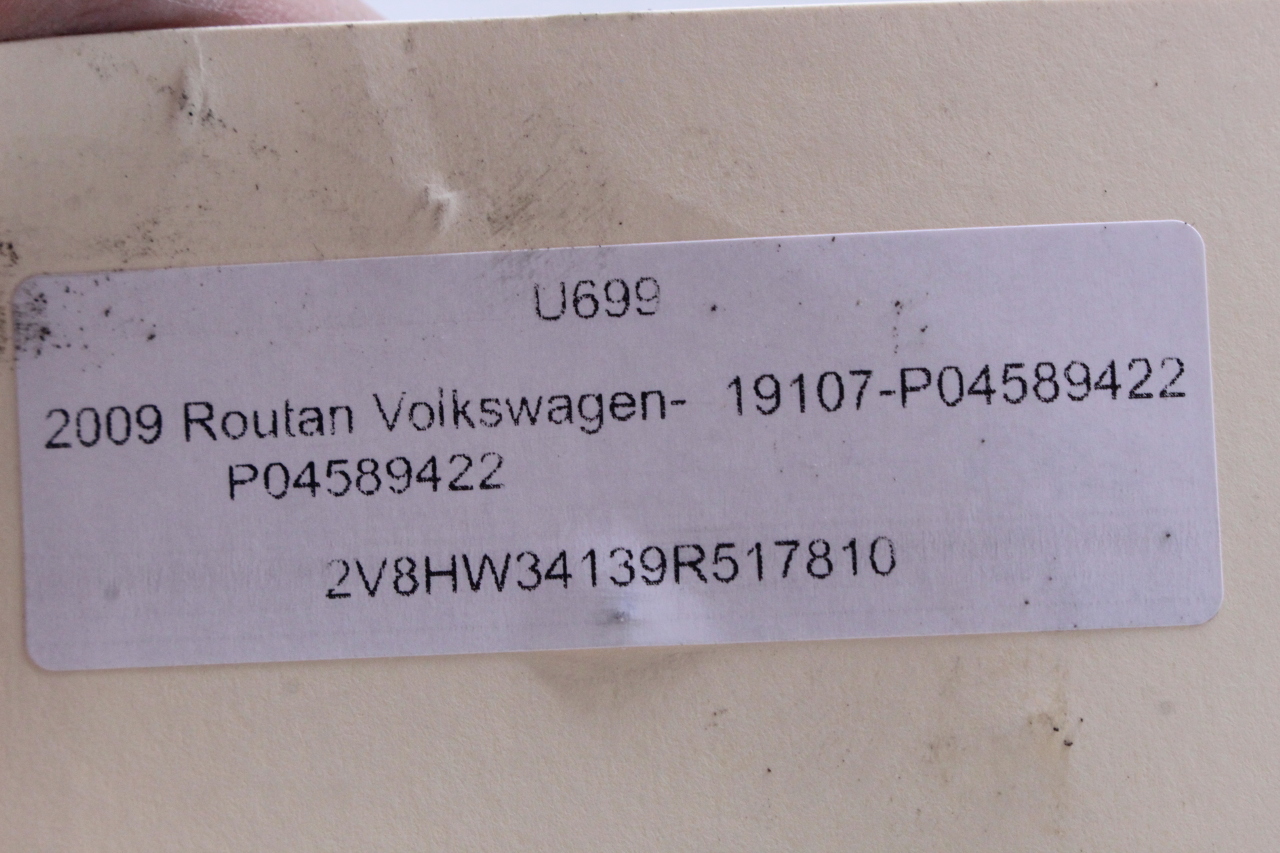 U699
2009 Routan Volkswagen- 19107-P04589422
P04589422
2V8HW34139R517810